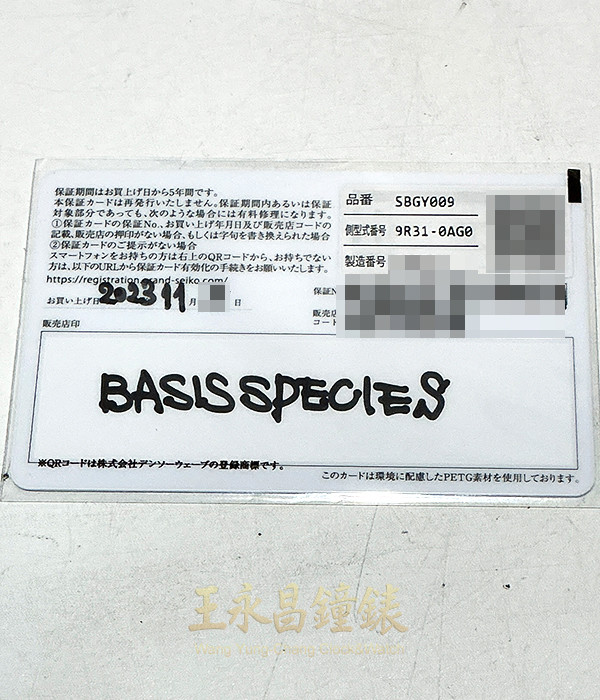 保証期間はお買上げ日から5年間です。
本保証カードは再発行いたしません。保証期間内あるいは保証
対象部分であっても、次のような場合には有料修理になります。
①保証カードの保証No.、お買い上げ年月日及び販売店コードの
記載、販売店の押印がない場合、もしくは字句を書き換えられた場合
②保証カードのご提示がない場合
スマートフォンをお持ちの方は右上のQRコードから、お持ちでない
方は、以下のURLから保証カード有効化の手続きをお願いいたします。
https://registration.grand-seiko.com/
お買い上げ日 2023 11 月 日
保証N
販売店印
販売店
コード
品番 SBGY009
側型式番号 9R31-0AG0
製造番号
BASIS SPECIES
※QRコードは株式会社デンソーウェーブの登録商標です。
このカードは環境に配慮したPETG素材を使用しております。
王永昌鐘錶